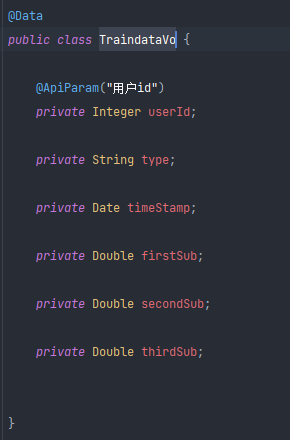 @Data
public class TraindataVo {
@ApiParam("用户id")
private Integer userId;
private String type;
private Date timeStamp;
private Double firstSub;
private Double secondSub;
private Double thirdSub;
}